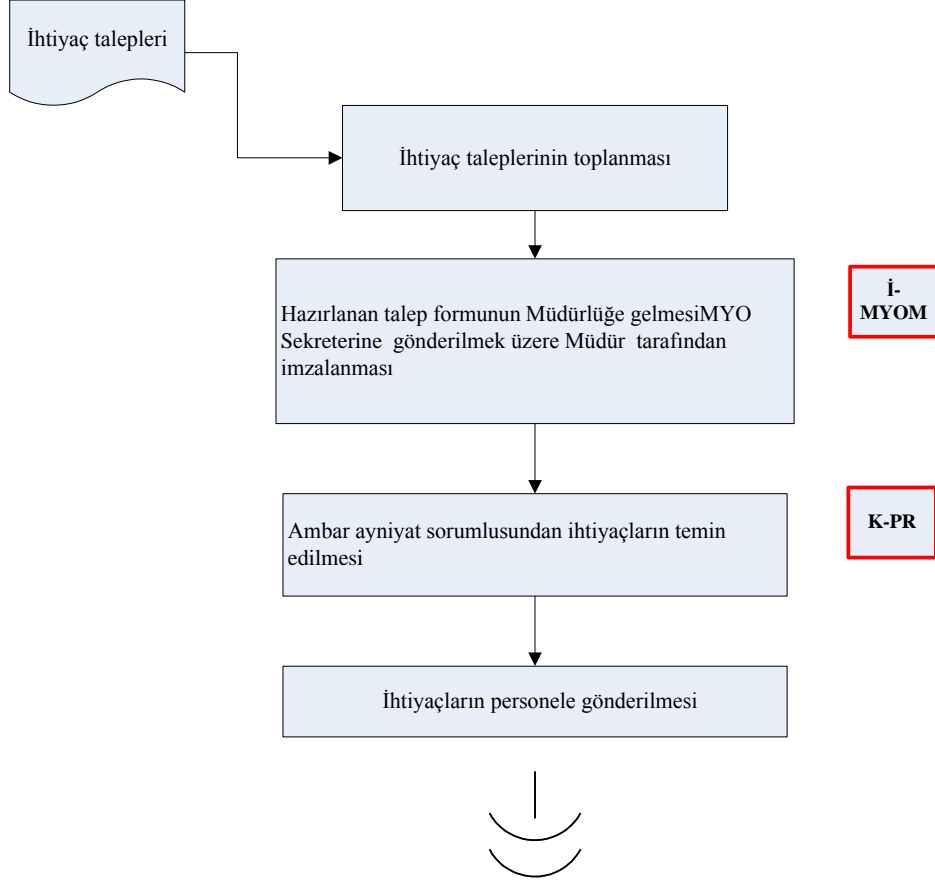 İhtiyaç talepleri
İhtiyaç taleplerinin toplanması
Hazırlanan talep formunun Müdürlüğe gelmesiMYO
Sekreterine gönderilmek üzere Müdür tarafından
imzalanması
İ-
MYOM
Ambar ayniyat sorumlusundan ihtiyaçların temin
edilmesi
K-PR
İhtiyaçların personele gönderilmesi